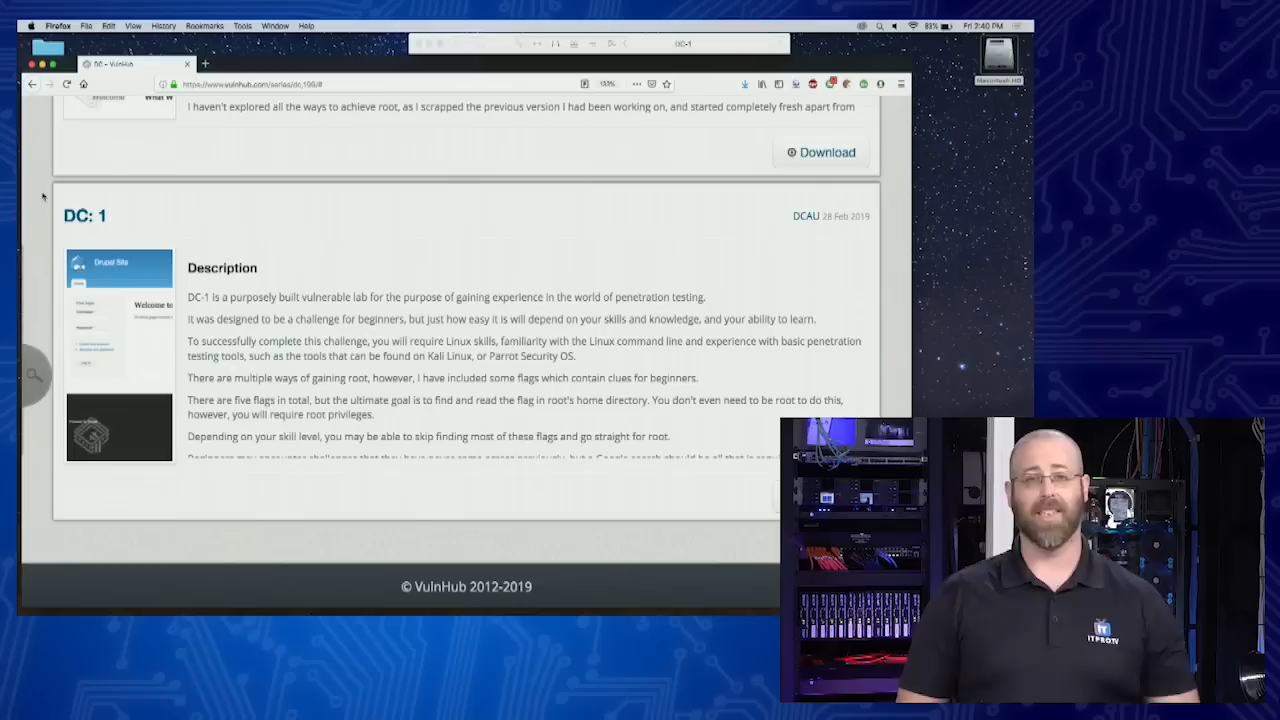 Firefox File Edit View History Bookmarks Tools Window Help
83% Fri 2:40 PM
DC-1
Macintosh HD
DC ~ VulnHub
https://www.vulnhub.com/series/dc,199/#
133%
I haven't explored all the ways to achieve root, as I scrapped the previous version I had been working on, and started completely fresh apart from
Download
DC: 1
DCAU 28 Feb 2019
Drupal Site
Welcome to
Description
DC-1 is a purposely built vulnerable lab for the purpose of gaining experience in the world of penetration testing.
It was designed to be a challenge for beginners, but just how easy it is will depend on your skills and knowledge, and your ability to learn.
To successfully complete this challenge, you will require Linux skills, familiarity with the Linux command line and experience with basic penetration
testing tools, such as the tools that can be found on Kali Linux, or Parrot Security OS.
There are multiple ways of gaining root, however, I have included some flags which contain clues for beginners.
There are five flags in total, but the ultimate goal is to find and read the flag in root's home directory. You don't even need to be root to do this,
however, you will require root privileges.
Depending on your skill level, you may be able to skip finding most of these flags and go straight for root.
© VulnHub 2012-2019
IT
ITPROTV